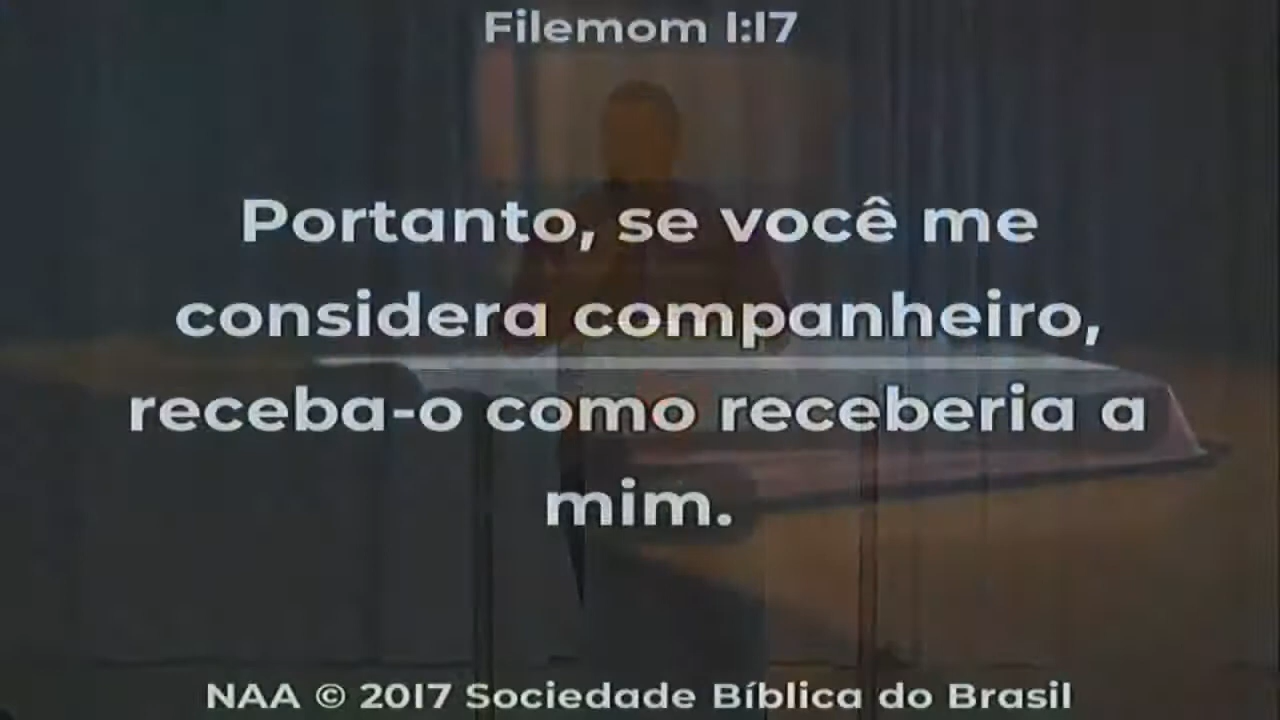 Filemom 1:17
Portanto, se você me
considera companheiro,
receba-o como receberia a
mim.
NAA © 2017 Sociedade Bíblica do Brasil